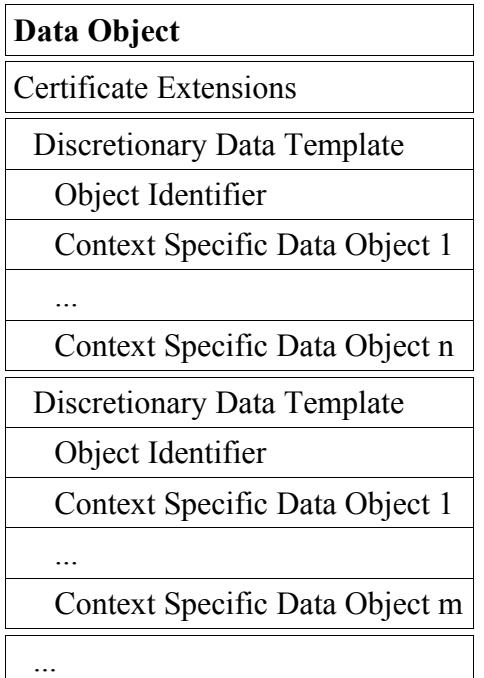 Data Object
Certificate Extensions
Discretionary Data Template
Object Identifier
Context Specific Data Object 1
...
Context Specific Data Object n
Discretionary Data Template
Object Identifier
Context Specific Data Object 1
...
Context Specific Data Object m
...